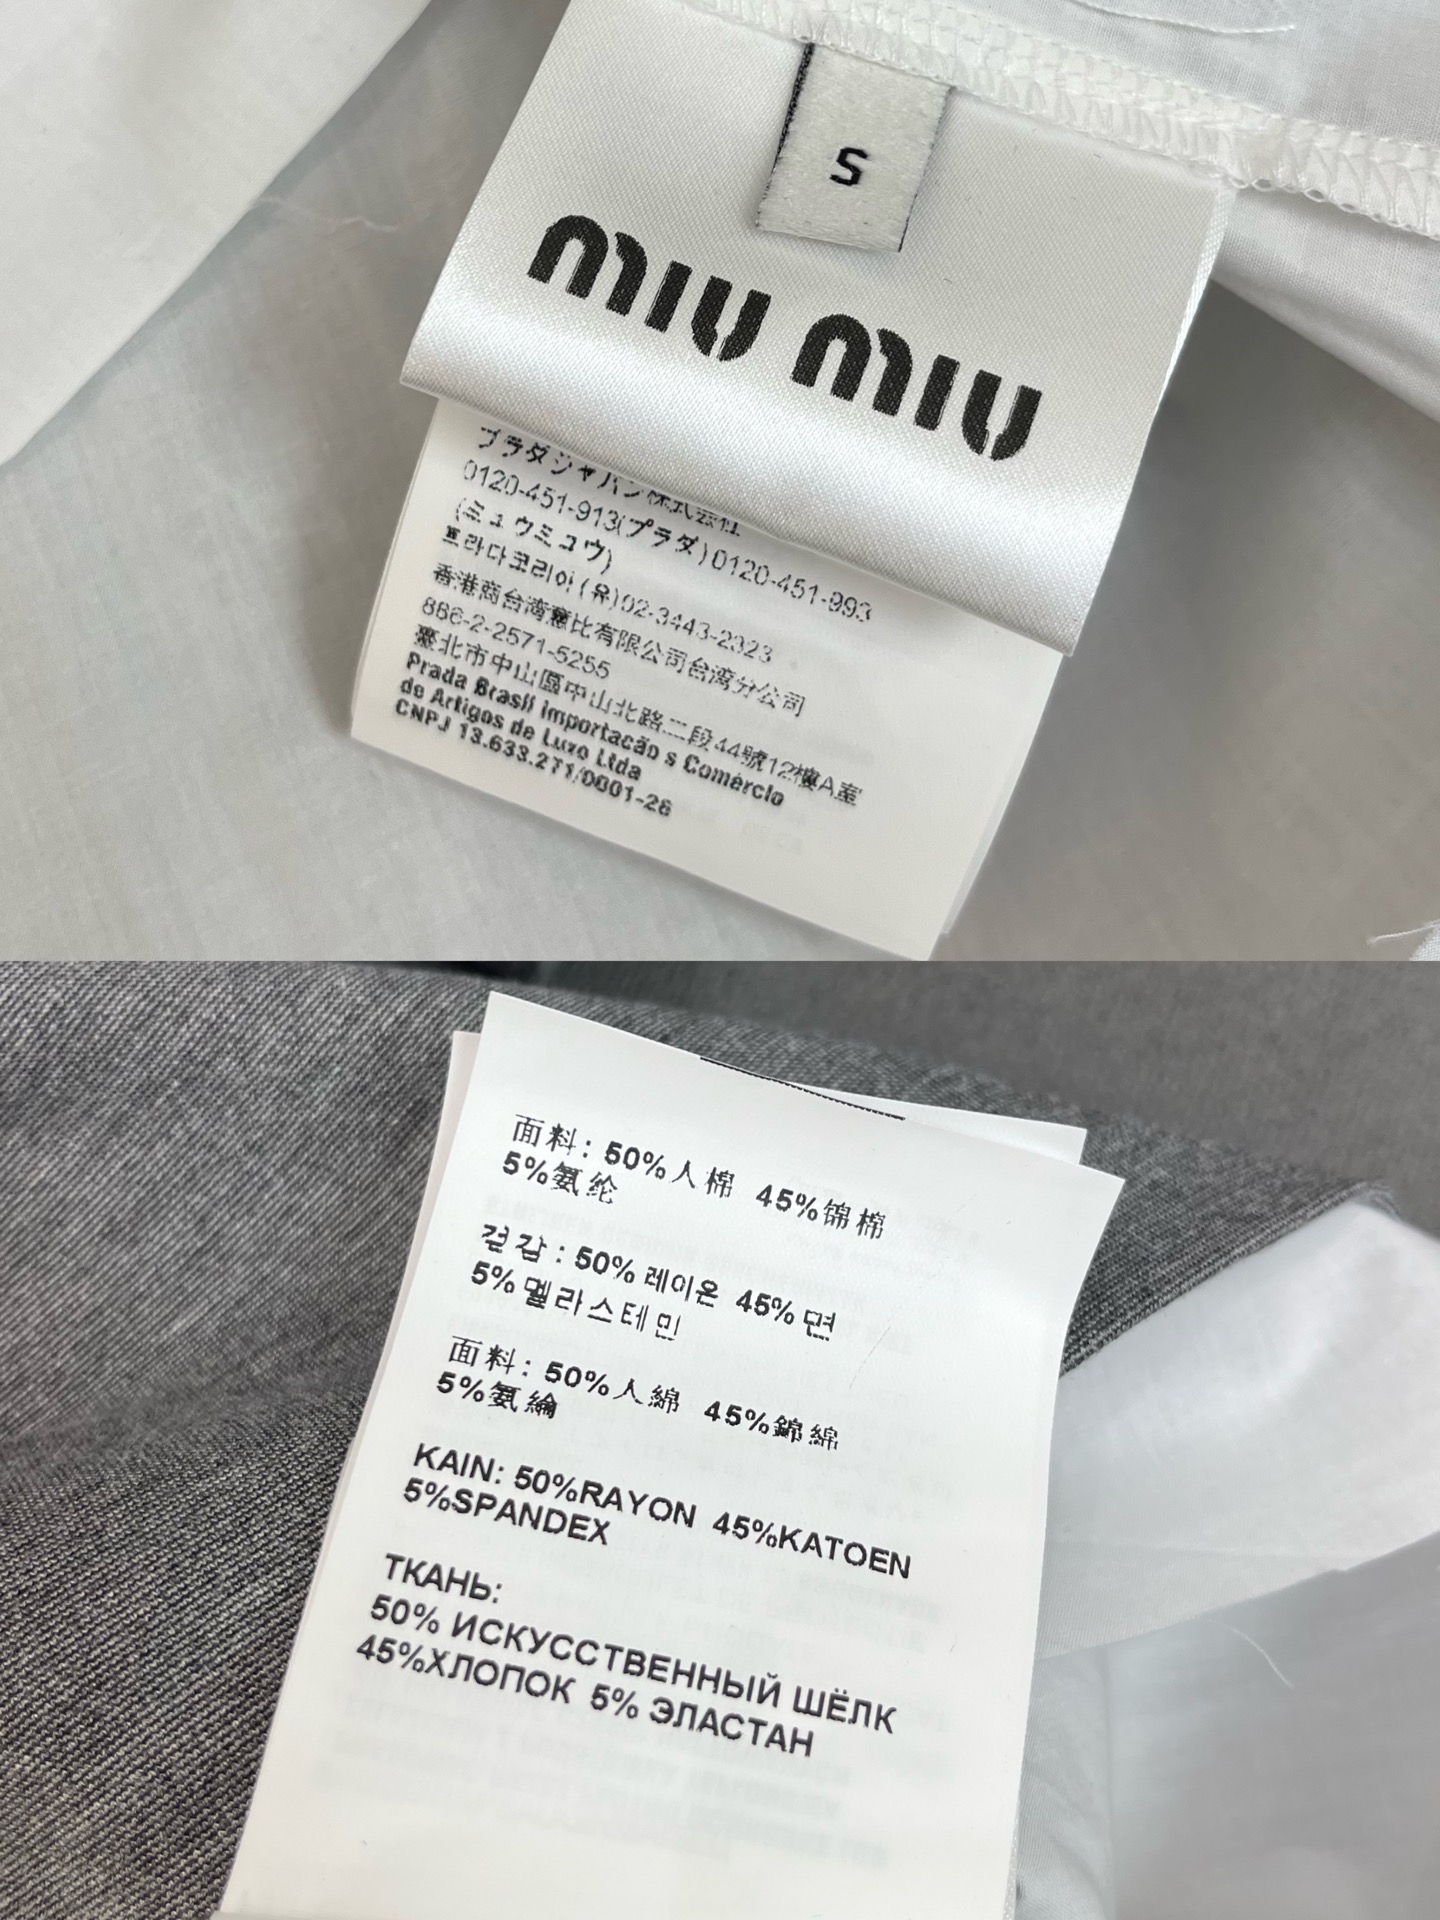 S
miu miu
プラダジャパン株式会社
0120-451-913(プラダ)0120-451-993
(ミュウミュウ)
프라다코리아(유)02-3443-2323
香港商台湾薏比有限公司台湾分公司
886-2-2571-5255
臺北市中山區中山北路二段44號12樓A室
Prada Brasil Importacão s Comercio
de Artigos de Luxo Ltda
CNPJ 13.633.271/0001-26
面料: 50%人棉 45%锦棉
5%氨纶
겉감: 50%레이온 45%면
5%멜라스테민
面料: 50%人綿 45%錦綿
5%氨綸
KAIN: 50%RAYON 45%KATOEN
5%SPANDEX
ТКАНЬ:
50% ИСКУССТВЕННЫЙ ШЁЛК
45%ХЛОПОК 5% ЭЛАСТАН